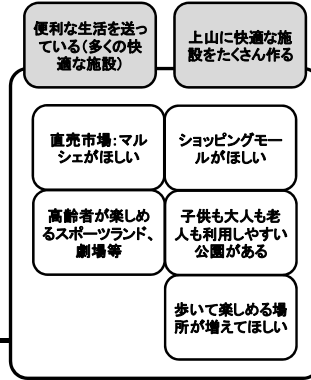 便利な生活を送っ
ている(多くの快
適な施設)
上山に快適な施
設をたくさん作る
直売市場:マル
シェがほしい
ショッピングモー
ルがほしい
高齢者が楽しめ
るスポーツランド、
劇場等
子供も大人も老
人も利用しやすい
公園がある
歩いて楽しめる場
所が増えてほしい